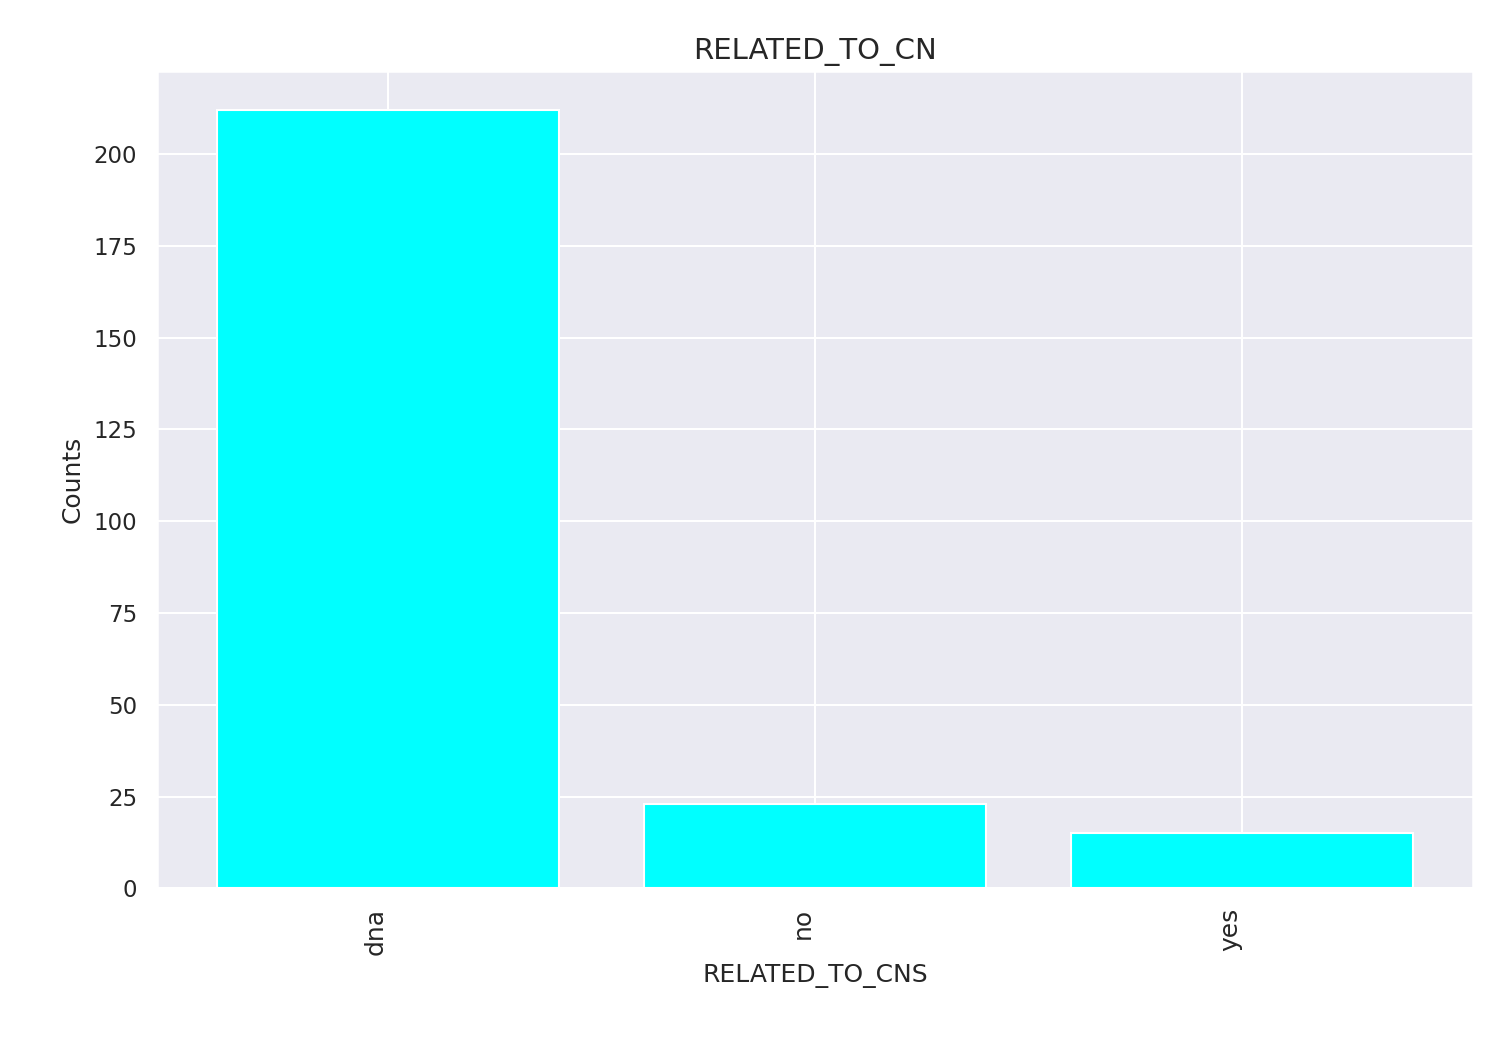 RELATED_TO_CN
200
175
150
125
100
75
50
25
0
Counts
dna
no
yes
RELATED_TO_CNS